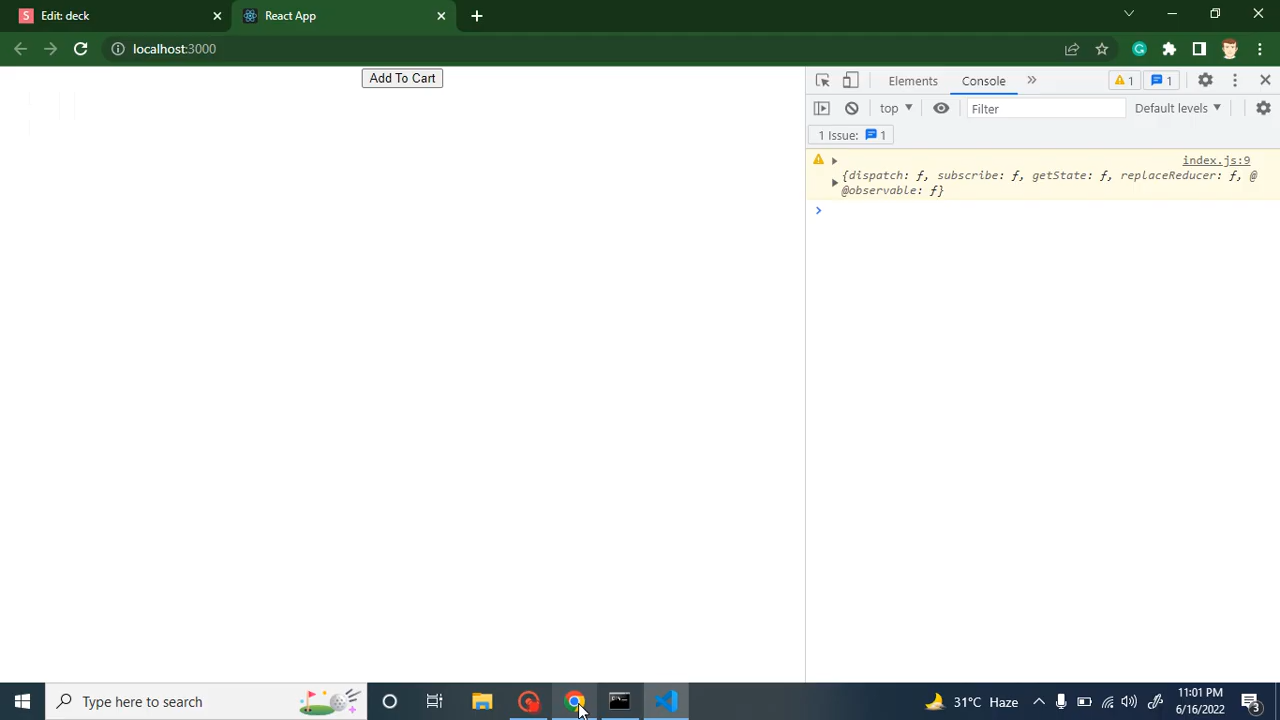 Edit: deck
React App
localhost:3000
Add To Cart
Elements
Console
1
1
top
Filter
Default levels
1 Issue: 1
index.js:9
{dispatch: ƒ, subscribe: ƒ, getState: ƒ, replaceReducer: ƒ, @
@observable: ƒ}
Type here to search
31°C Haze
11:01 PM
6/16/2022
3